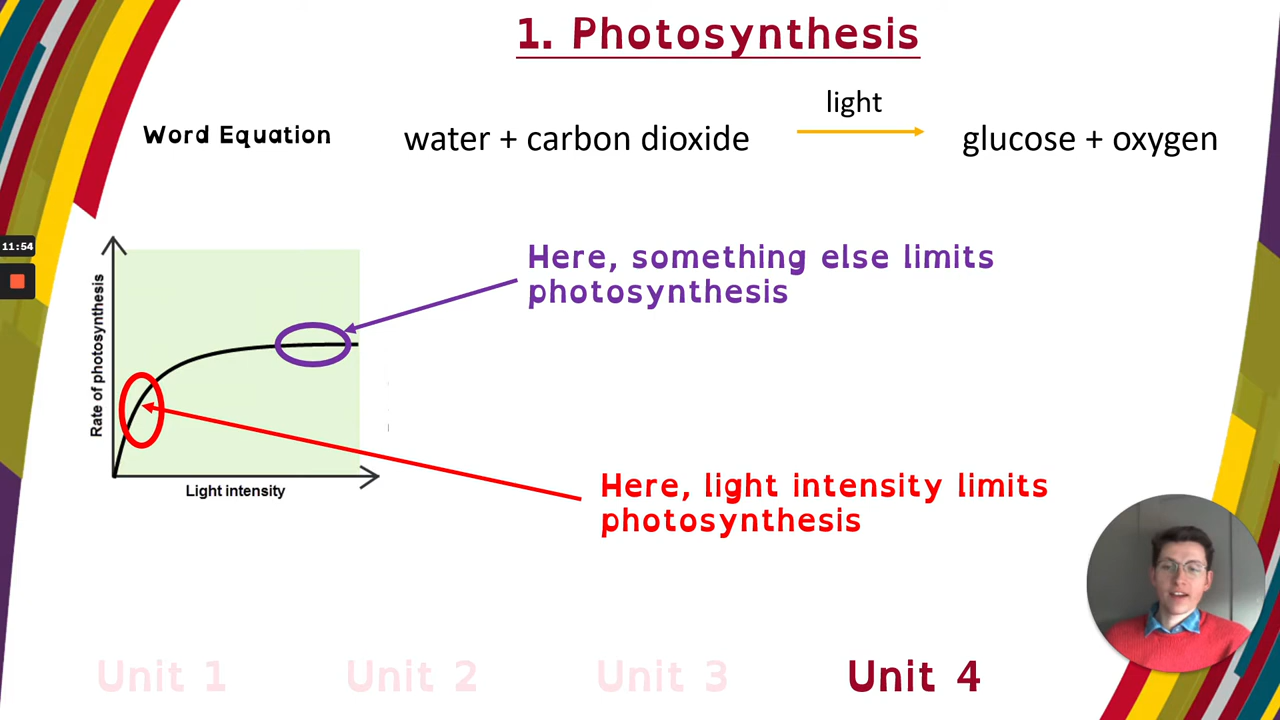 1. Photosynthesis
light
Word Equation
water + carbon dioxide
glucose + oxygen
11:54
Here, something else limits
photosynthesis
Rate of photosynthesis
Light intensity
Here, light intensity limits
photosynthesis
Unit 1
Unit 2
Unit 3
Unit 4